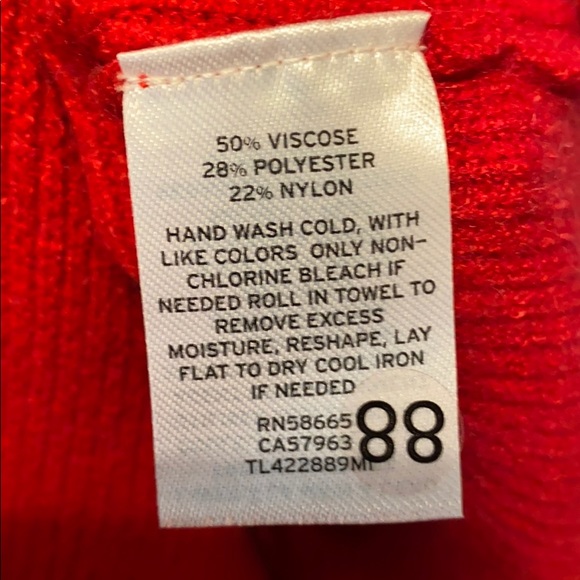 50% VISCOSE
28% POLYESTER
22% NYLON
HAND WASH COLD, WITH
LIKE COLORS ONLY NON-
CHLORINE BLEACH IF
NEEDED ROLL IN TOWEL TO
REMOVE EXCESS
MOISTURE, RESHAPE, LAY
FLAT TO DRY COOL IRON
IF NEEDED
RN58665
CA57963
88